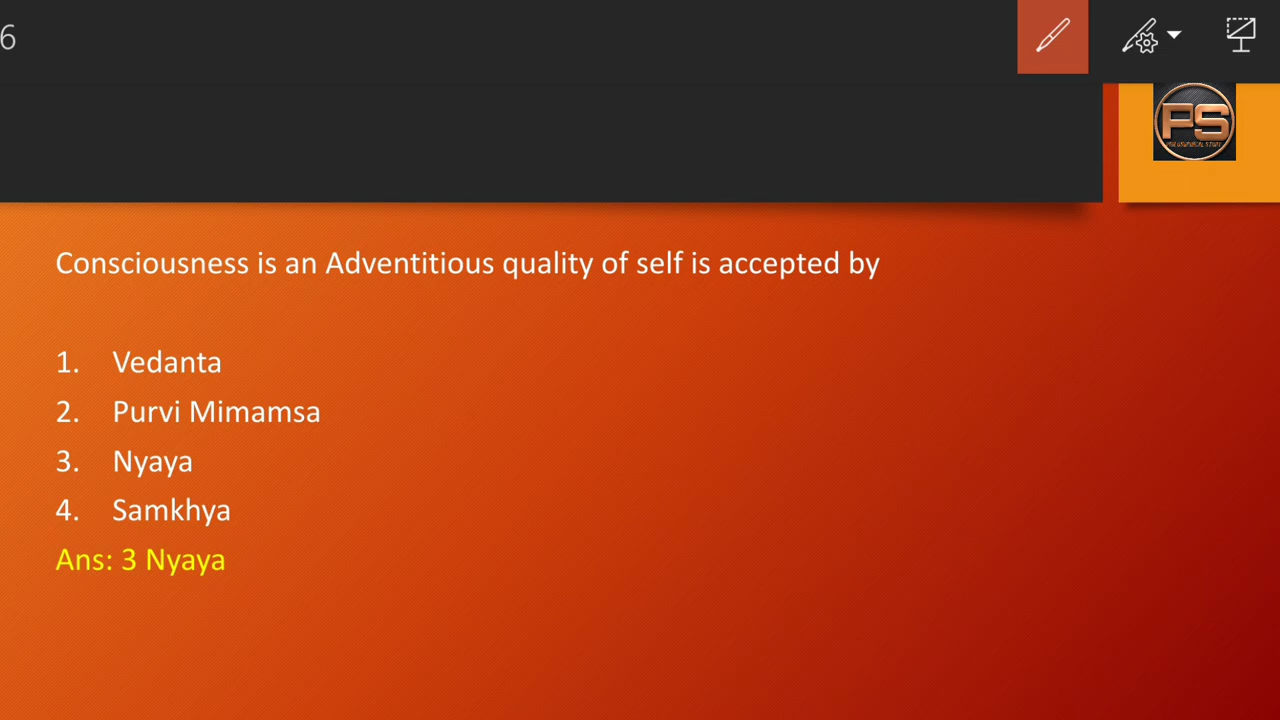 6
PS
Consciousness is an Adventitious quality of self is accepted by
1. Vedanta
2. Purvi Mimamsa
3. Nyaya
4. Samkhya
Ans: 3 Nyaya